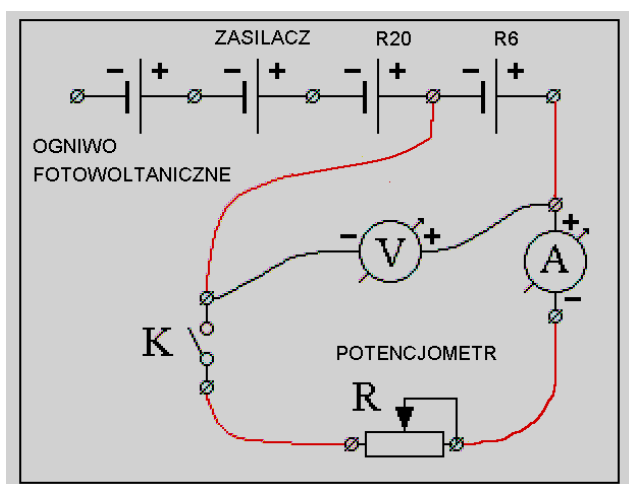 ZASILACZ R20 R6
- + - + - + - +
OGNIWO
FOTOWOLTANICZNE
- V + + A -
K
POTENCJOMETR
R